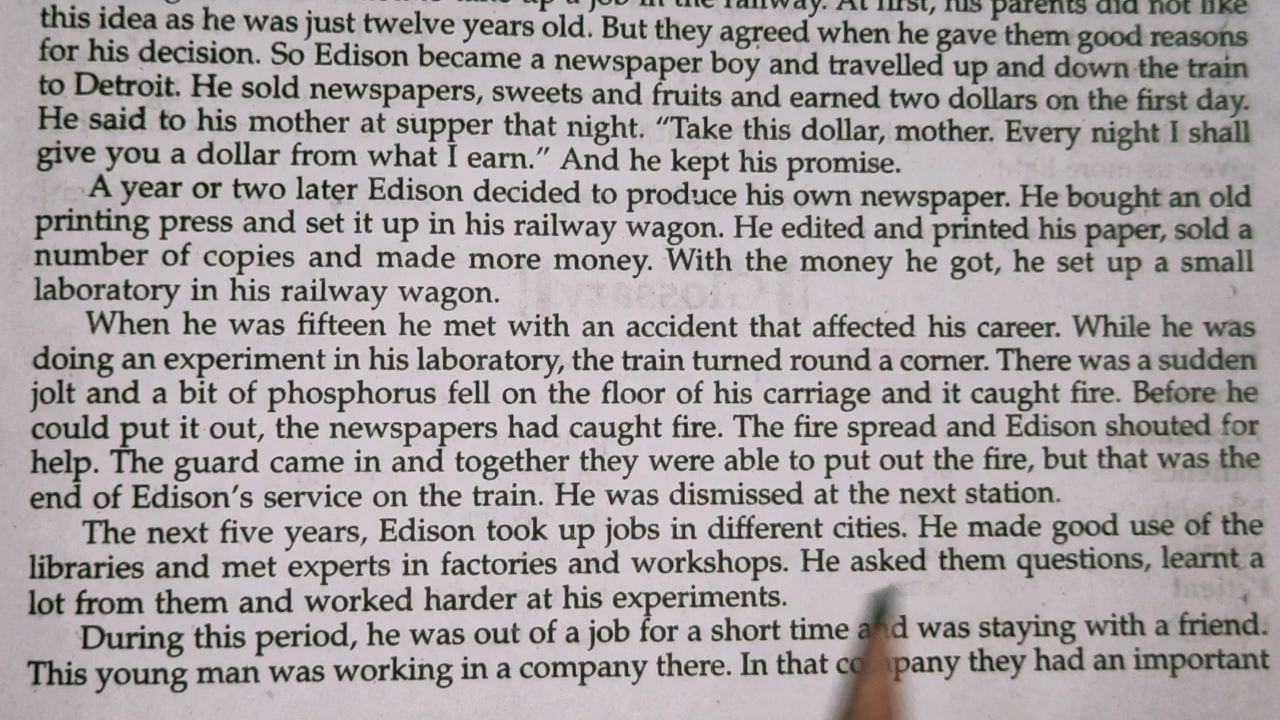 to take up a job in the railway. At first, his parents did not like
this idea as he was just twelve years old. But they agreed when he gave them good reasons
for his decision. So Edison became a newspaper boy and travelled up and down the train
to Detroit. He sold newspapers, sweets and fruits and earned two dollars on the first day.
He said to his mother at supper that night. “Take this dollar, mother. Every night I shall
give you a dollar from what I earn.” And he kept his promise.
A year or two later Edison decided to produce his own newspaper. He bought an old
printing press and set it up in his railway wagon. He edited and printed his paper, sold a
number of copies and made more money. With the money he got, he set up a small
laboratory in his railway wagon.
When he was fifteen he met with an accident that affected his career. While he was
doing an experiment in his laboratory, the train turned round a corner. There was a sudden
jolt and a bit of phosphorus fell on the floor of his carriage and it caught fire. Before he
could put it out, the newspapers had caught fire. The fire spread and Edison shouted for
help. The guard came in and together they were able to put out the fire, but that was the
end of Edison’s service on the train. He was dismissed at the next station.
The next five years, Edison took up jobs in different cities. He made good use of the
libraries and met experts in factories and workshops. He asked them questions, learnt a
lot from them and worked harder at his experiments.
During this period, he was out of a job for a short time and was staying with a friend.
This young man was working in a company there. In that company they had an important